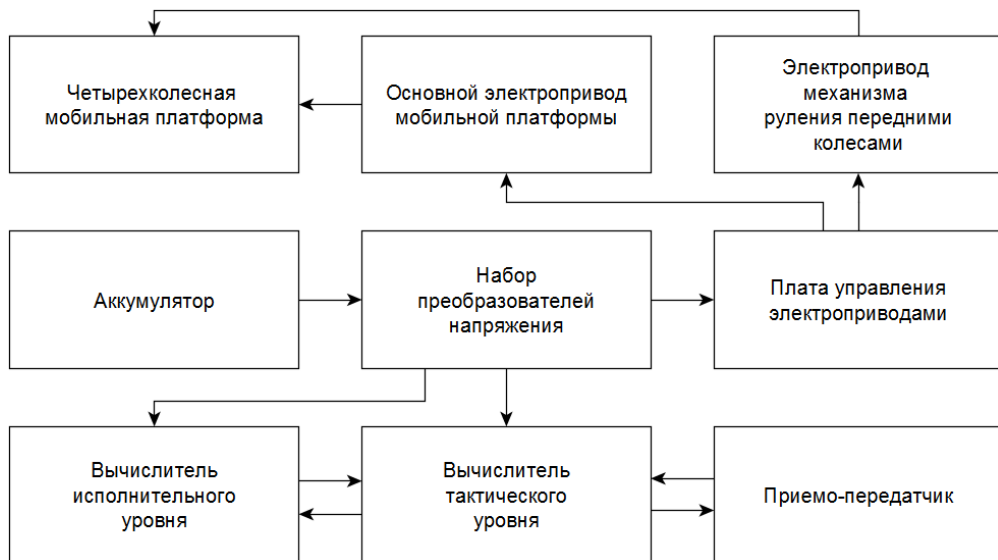 Четырехколесная
мобильная платформа
Основной электропривод
мобильной платформы
Электропривод
механизма
руления передними
колесами
Аккумулятор
Набор
преобразователей
напряжения
Плата управления
электроприводами
Вычислитель
исполнительного
уровня
Вычислитель
тактического
уровня
Приемо-передатчик